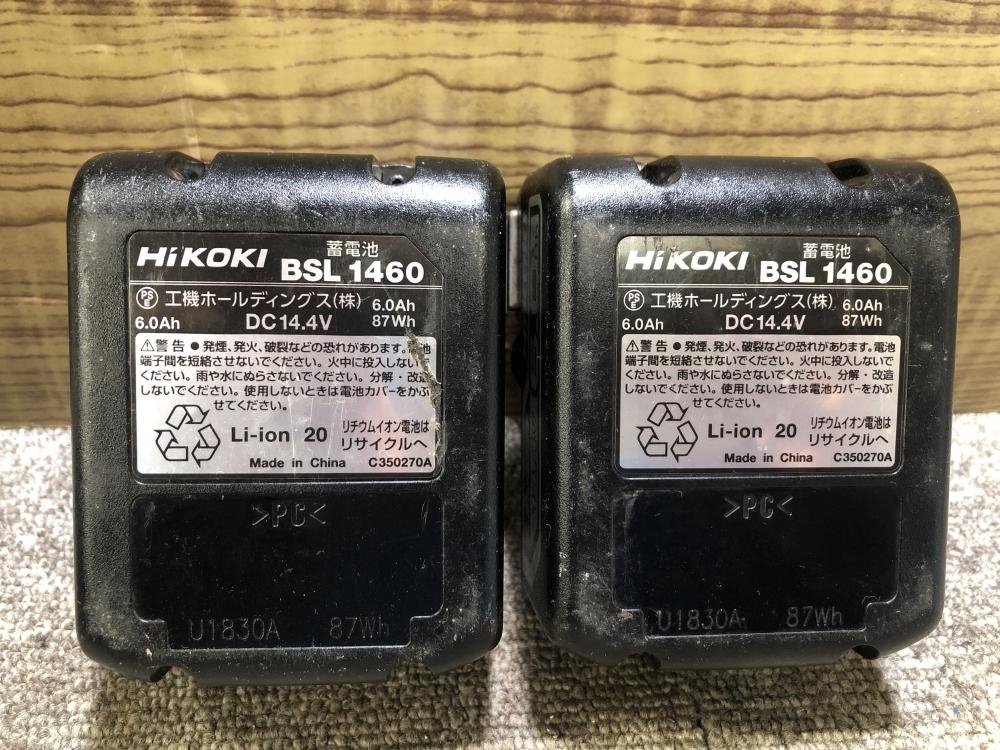 HiKOKI 蓄電池
BSL 1460
PSE 工機ホールディングス(株) 6.0Ah
6.0Ah DC14.4V 87Wh
⚠警告 ●発煙、発火、破裂などの恐れがあります。電池
端子間を短絡させないでください。火中に投入しない
ください。雨や水にぬらさないでください。分解・改
しないでください。使用しないときは電池カバーをかぶ
せてください。
Li-ion 20 リチウムイオン電池は
リサイクルへ
Made in China C350270A
>PC<
U1830A 87Wh
HiKOKI 蓄電池
BSL 1460
PSE 工機ホールディングス(株) 6.0Ah
6.0Ah DC14.4V 87Wh
⚠警告 ●発煙、発火、破裂などの恐れがあります。電池
端子間を短絡させないでください。火中に投入しないで
ください。雨や水にぬらさないでください。分解・改造
しないでください。使用しないときは電池カバーをかぶ
せてください。
Li-ion 20 リチウムイオン電池は
リサイクルへ
Made in China C350270A
>PC<
U1830A 87Wh